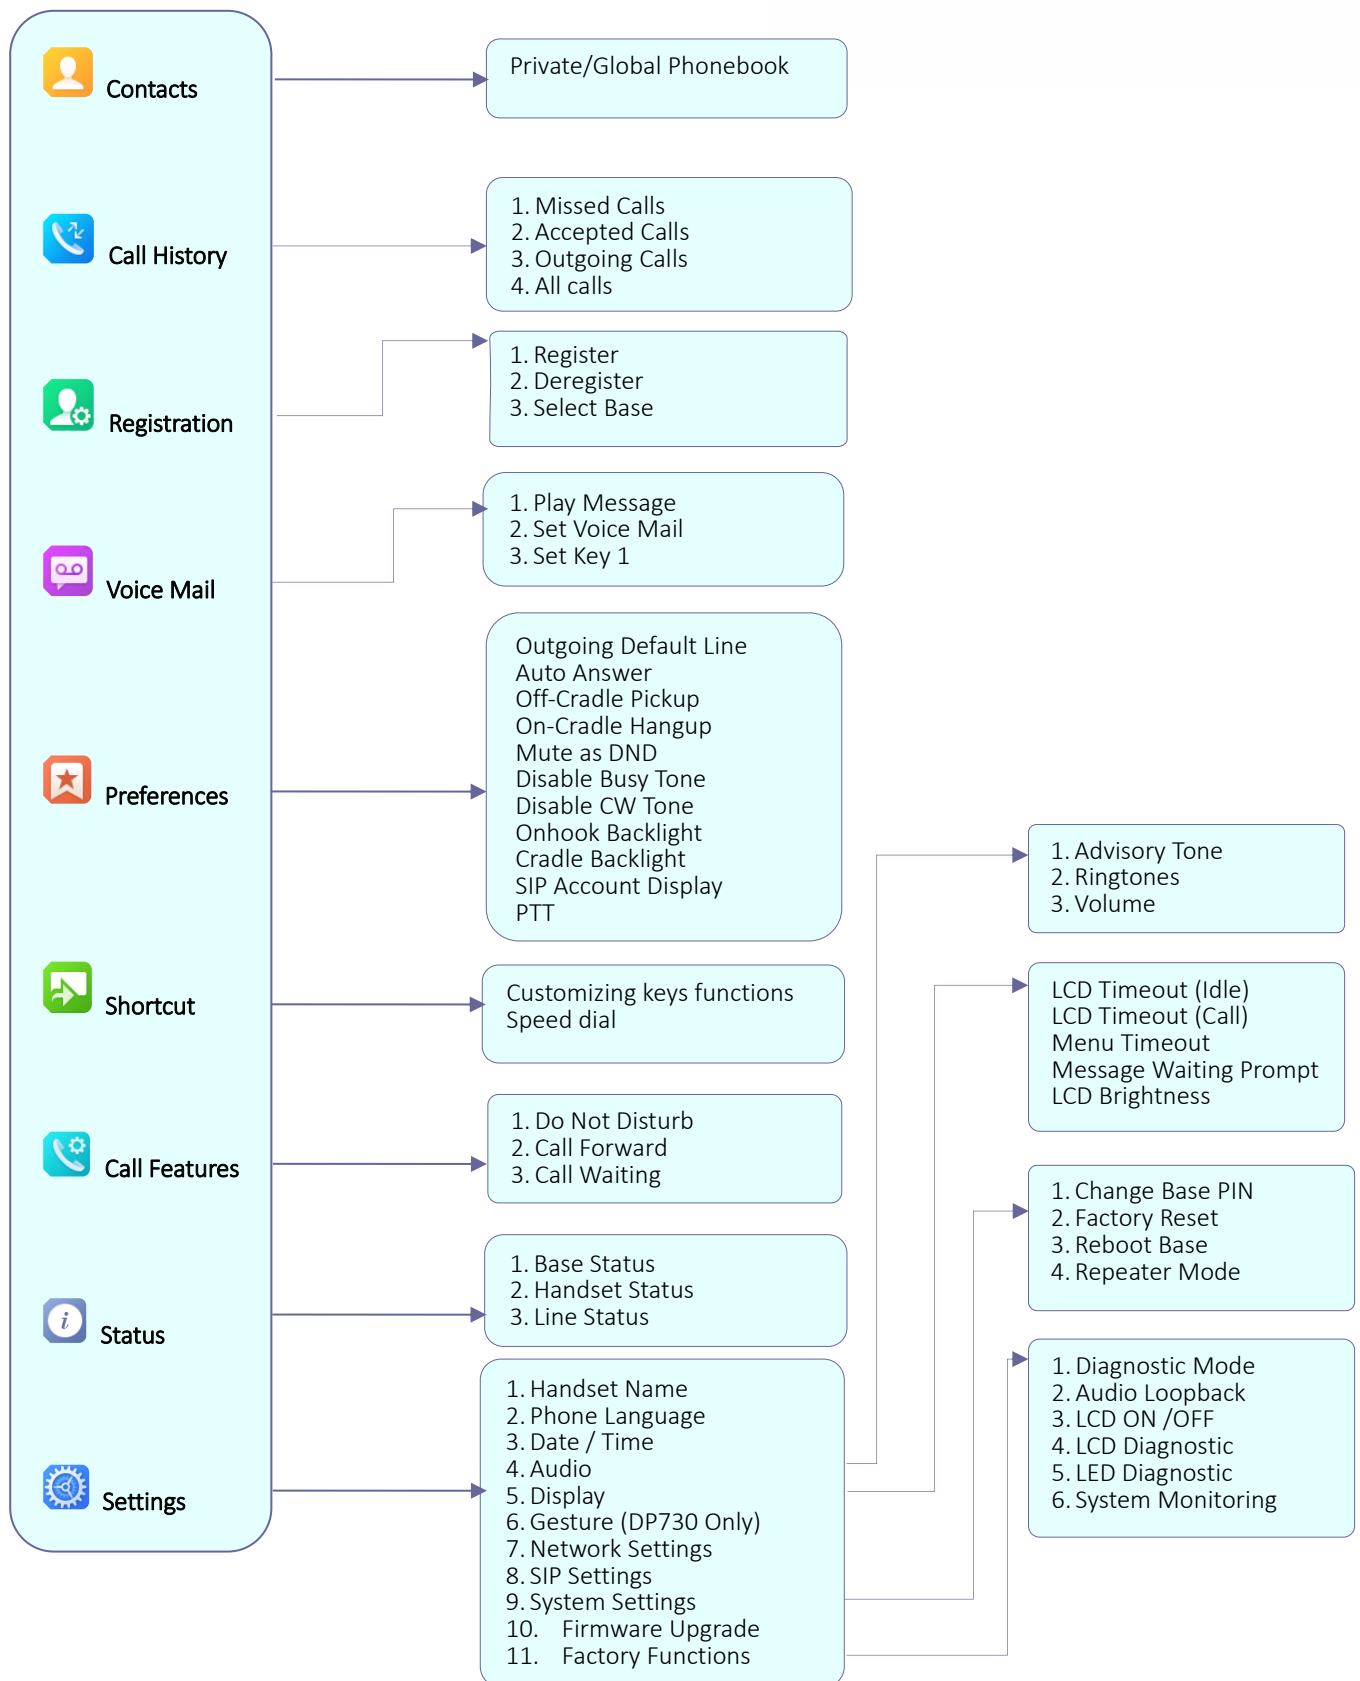 Contacts
Private/Global Phonebook
Call History
1. Missed Calls
2. Accepted Calls
3. Outgoing Calls
4. All calls
Registration
1. Register
2. Deregister
3. Select Base
Voice Mail
1. Play Message
2. Set Voice Mail
3. Set Key 1
Preferences
Outgoing Default Line
Auto Answer
Off-Cradle Pickup
On-Cradle Hangup
Mute as DND
Disable Busy Tone
Disable CW Tone
Onhook Backlight
Cradle Backlight
SIP Account Display
PTT
Shortcut
Customizing keys functions
Speed dial
Call Features
1. Do Not Disturb
2. Call Forward
3. Call Waiting
Status
1. Base Status
2. Handset Status
3. Line Status
Settings
1. Handset Name
2. Phone Language
3. Date / Time
4. Audio
5. Display
6. Gesture (DP730 Only)
7. Network Settings
8. SIP Settings
9. System Settings
10. Firmware Upgrade
11. Factory Functions
1. Advisory Tone
2. Ringtones
3. Volume
LCD Timeout (Idle)
LCD Timeout (Call)
Menu Timeout
Message Waiting Prompt
LCD Brightness
1. Change Base PIN
2. Factory Reset
3. Reboot Base
4. Repeater Mode
1. Diagnostic Mode
2. Audio Loopback
3. LCD ON /OFF
4. LCD Diagnostic
5. LED Diagnostic
6. System Monitoring